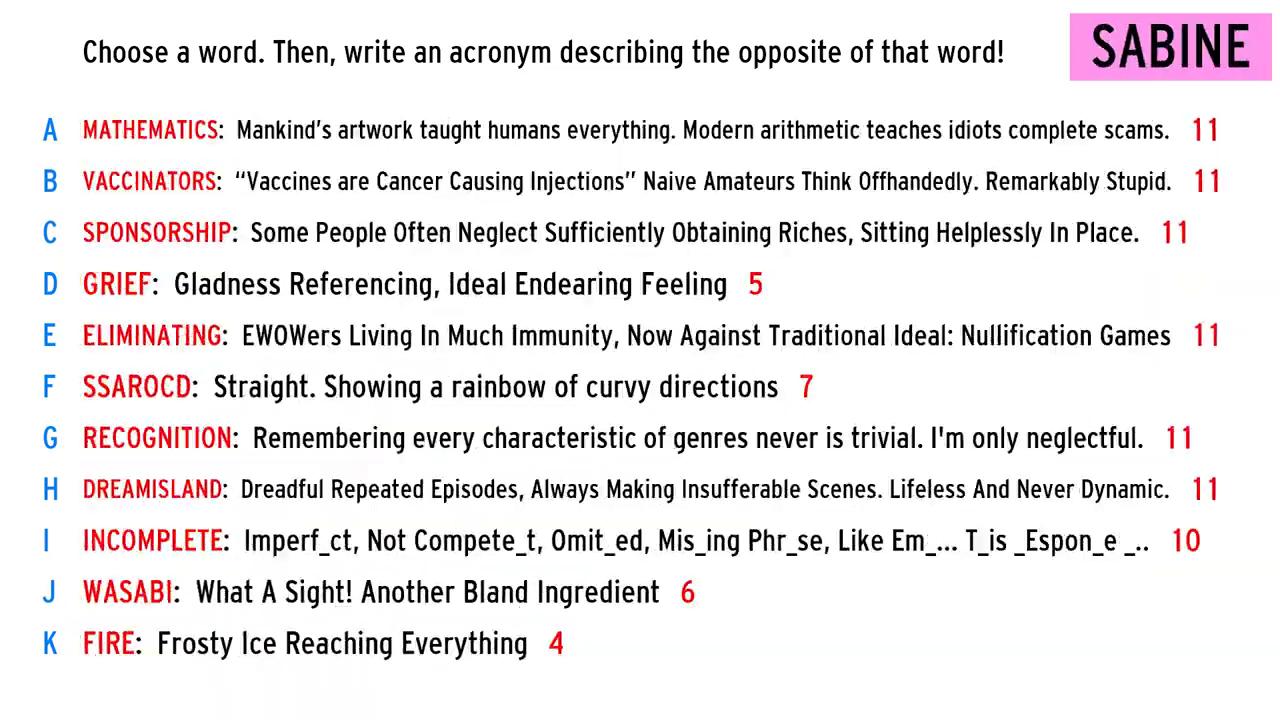 Choose a word. Then, write an acronym describing the opposite of that word!
SABINE
A MATHEMATICS: Mankind's artwork taught humans everything. Modern arithmetic teaches idiots complete scams. 11
B VACCINATORS: “Vaccines are Cancer Causing Injections” Naive Amateurs Think Offhandedly. Remarkably Stupid. 11
C SPONSORSHIP: Some People Often Neglect Sufficiently Obtaining Riches, Sitting Helplessly In Place. 11
D GRIEF: Gladness Referencing, Ideal Endearing Feeling 5
E ELIMINATING: EWOWers Living In Much Immunity, Now Against Traditional Ideal: Nullification Games 11
F SSAROCD: Straight. Showing a rainbow of curvy directions 7
G RECOGNITION: Remembering every characteristic of genres never is trivial. I'm only neglectful. 11
H DREAMISLAND: Dreadful Repeated Episodes, Always Making Insufferable Scenes. Lifeless And Never Dynamic. 11
I INCOMPLETE: Imperf_ct, Not Compete_t, Omit_ed, Mis_ing Phr_se, Like Em_... T_is _Espon_e _.. 10
J WASABI: What A Sight! Another Bland Ingredient 6
K FIRE: Frosty Ice Reaching Everything 4